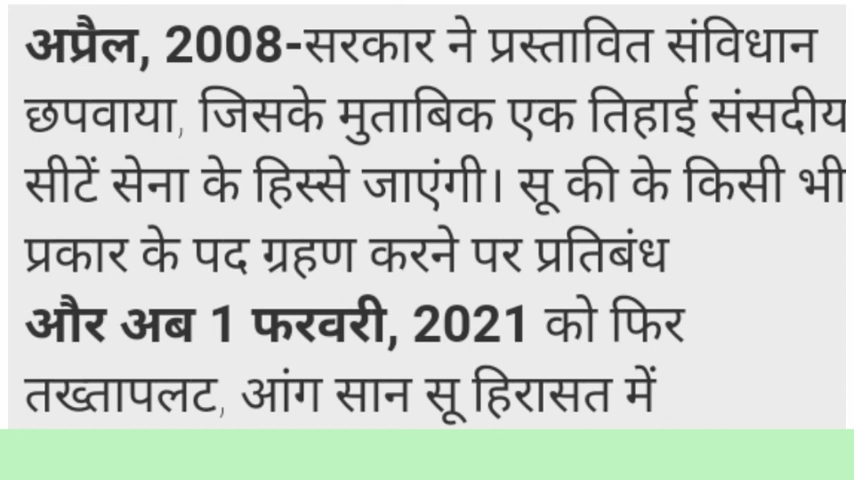 अप्रैल, 2008-सरकार ने प्रस्तावित संविधान
छपवाया, जिसके मुताबिक एक तिहाई संसदीय
सीटें सेना के हिस्से जाएंगी। सू की के किसी भी
प्रकार के पद ग्रहण करने पर प्रतिबंध
और अब 1 फरवरी, 2021 को फिर
तख्तापलट, आंग सान सू हिरासत में